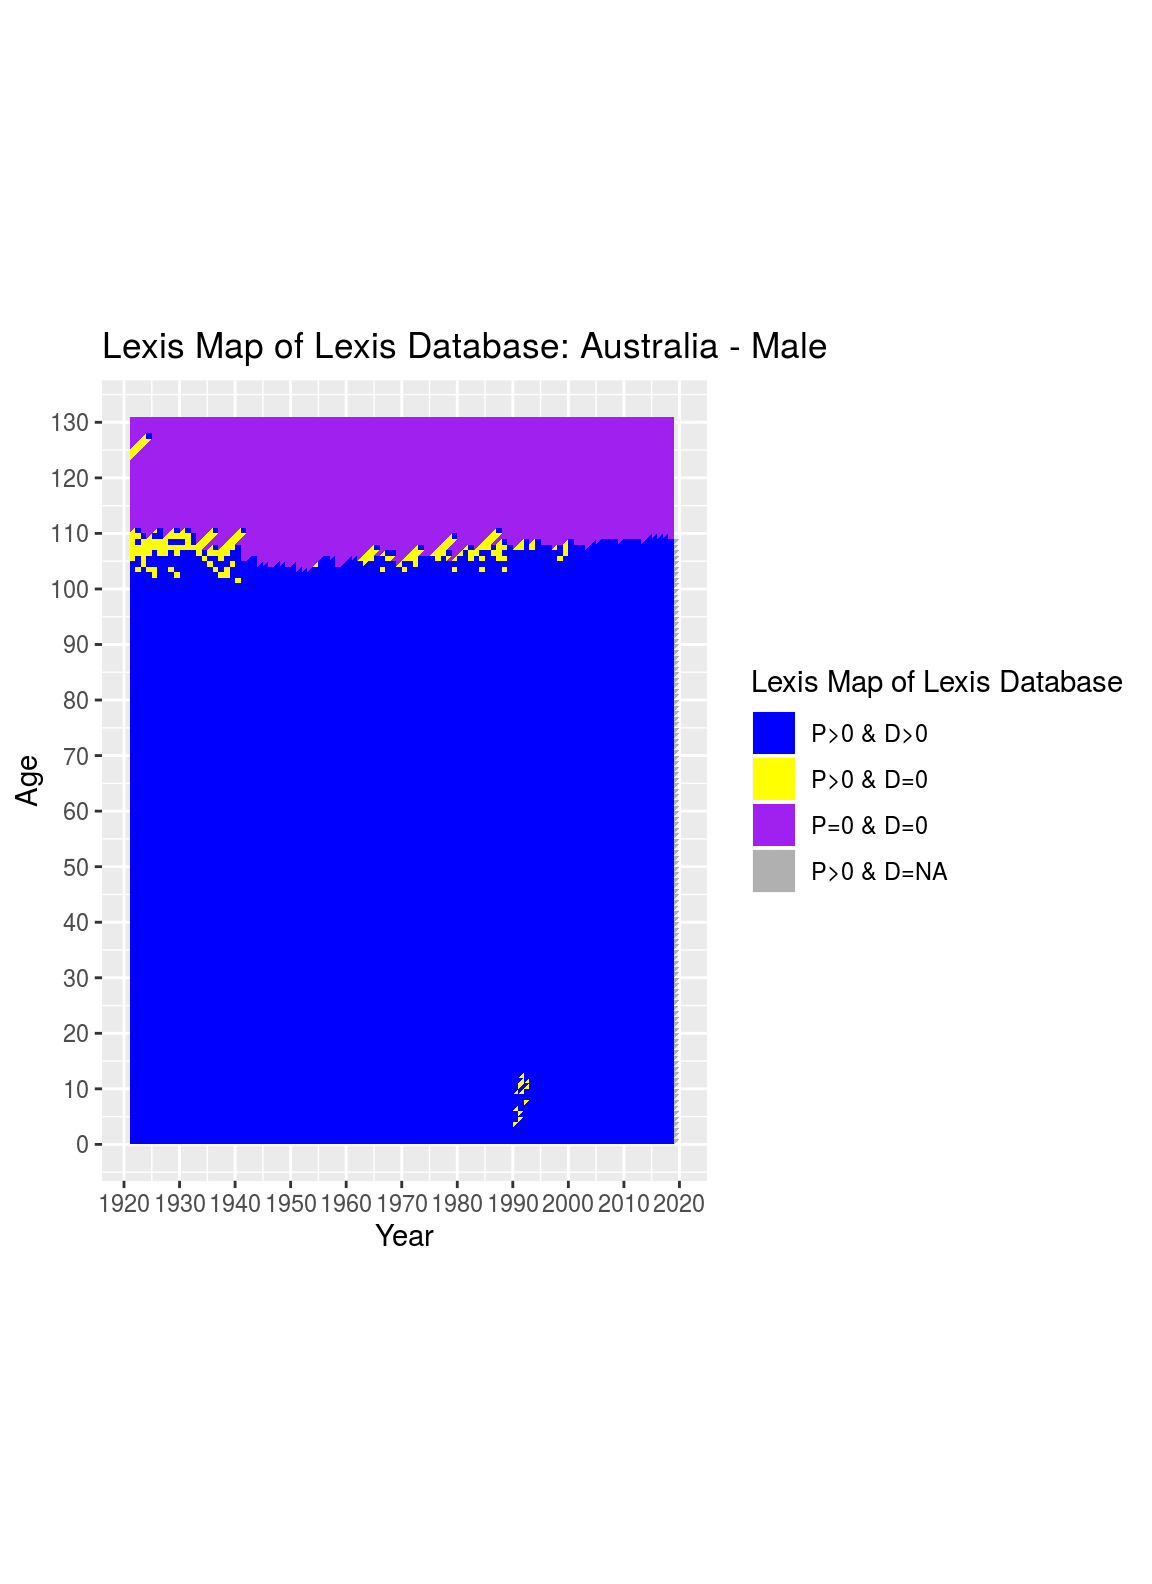 Lexis Map of Lexis Database: Australia - Male
130
120
110
100
90
80
70
60
50
40
30
20
10
0
Age
1920 1930 1940 1950 1960 1970 1980 1990 2000 2010 2020
Year
Lexis Map of Lexis Database
P>0 & D>0
P>0 & D=0
P=0 & D=0
P>0 & D=NA